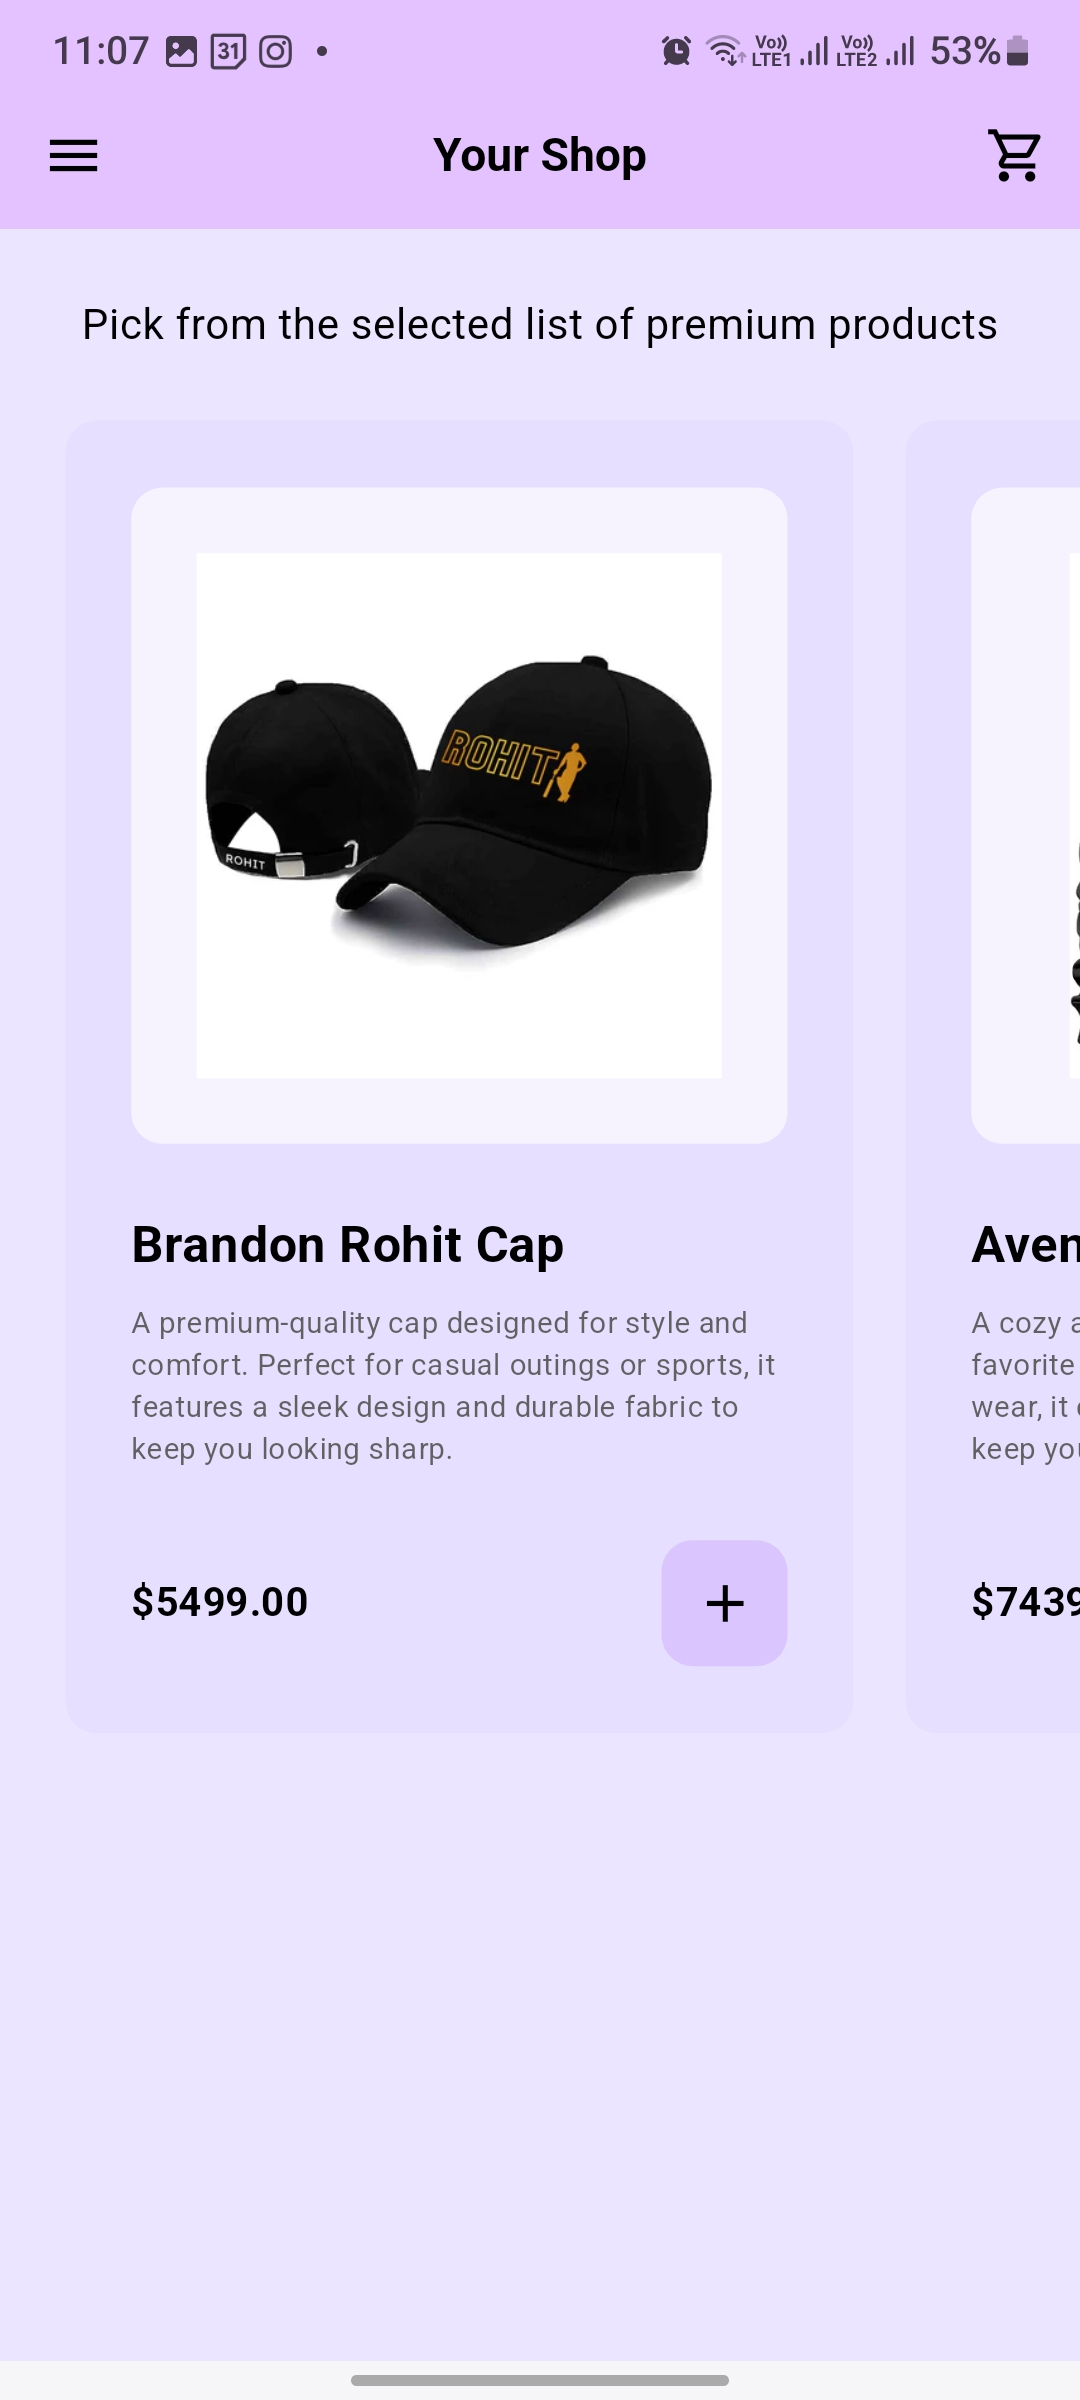 11:07 31 Vo)) LTE1 Vo)) LTE2 53%
Your Shop
Pick from the selected list of premium products
ROHIT
ROHIT
Brandon Rohit Cap
A premium-quality cap designed for style and
comfort. Perfect for casual outings or sports, it
features a sleek design and durable fabric to
keep you looking sharp.
$5499.00
A cozy
favorite
wear, it
keep
$7439